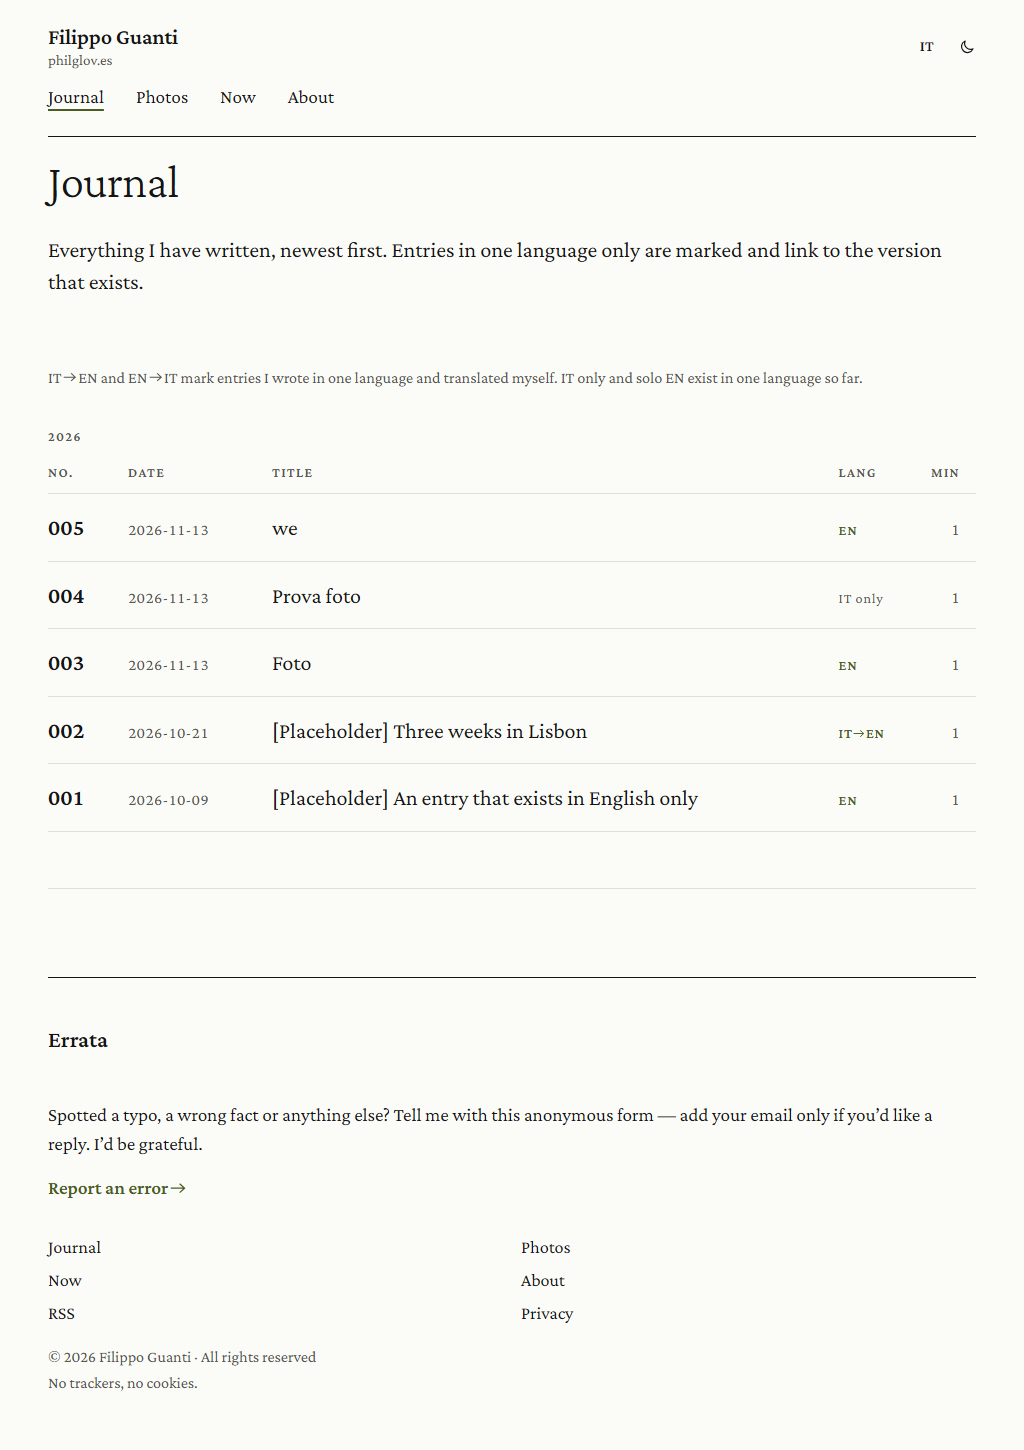 Filippo Guanti
philglov.es
IT
Journal Photos Now About
Journal
Everything I have written, newest first. Entries in one language only are marked and link to the version
that exists.
IT→EN and EN→IT mark entries I wrote in one language and translated myself. IT only and solo EN exist in one language so far.
2026
NO. DATE TITLE LANG MIN
005 2026-11-13 we EN 1
004 2026-11-13 Prova foto IT only 1
003 2026-11-13 Foto EN 1
002 2026-10-21 [Placeholder] Three weeks in Lisbon IT→EN 1
001 2026-10-09 [Placeholder] An entry that exists in English only EN 1
Errata
Spotted a typo, a wrong fact or anything else? Tell me with this anonymous form — add your email only if you’d like a
reply. I’d be grateful.
Report an error→
Journal Photos
Now About
RSS Privacy
© 2026 Filippo Guanti · All rights reserved
No trackers, no cookies.